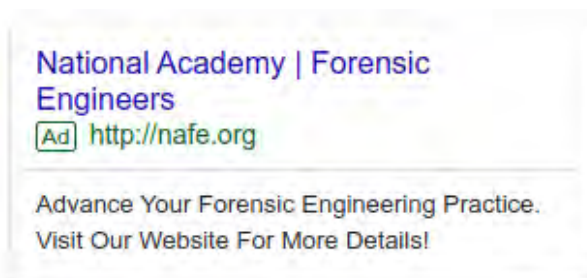 National Academy | Forensic
Engineers
Ad http://nafe.org
Advance Your Forensic Engineering Practice.
Visit Our Website For More Details!